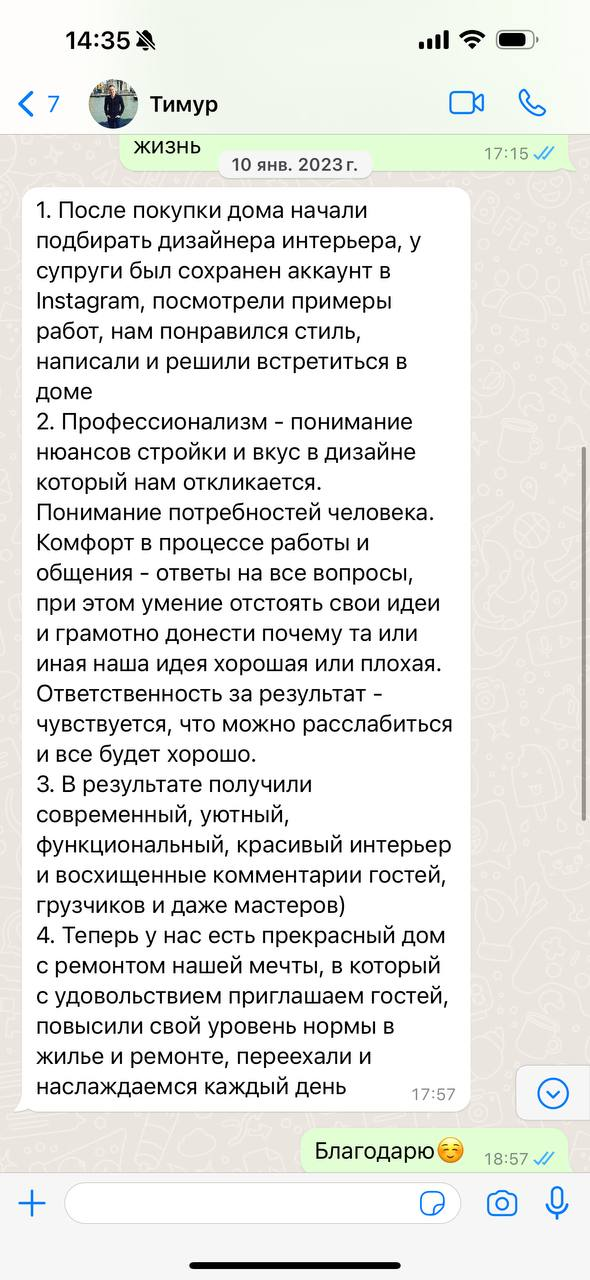 14:35
7
Тимур
жизнь
17:15
10 янв. 2023 г.
1. После покупки дома начали
подбирать дизайнера интерьера, у
супруги был сохранен аккаунт в
Instagram, посмотрели примеры
работ, нам понравился стиль,
написали и решили встретиться в
доме
2. Профессионализм - понимание
нюансов стройки и вкус в дизайне
который нам откликается.
Понимание потребностей человека.
Комфорт в процессе работы и
общения - ответы на все вопросы,
при этом умение отстоять свои идеи
и грамотно донести почему та или
иная наша идея хорошая или плохая.
Ответственность за результат -
чувствуется, что можно расслабиться
и все будет хорошо.
3. В результате получили
современный, уютный,
функциональный, красивый интерьер
и восхищенные комментарии гостей,
грузчиков и даже мастеров)
4. Теперь у нас есть прекрасный дом
с ремонтом нашей мечты, в который
с удовольствием приглашаем гостей,
повысили свой уровень нормы в
жилье и ремонте, переехали и
наслаждаемся каждый день
17:57
Благодарю☺️
18:57